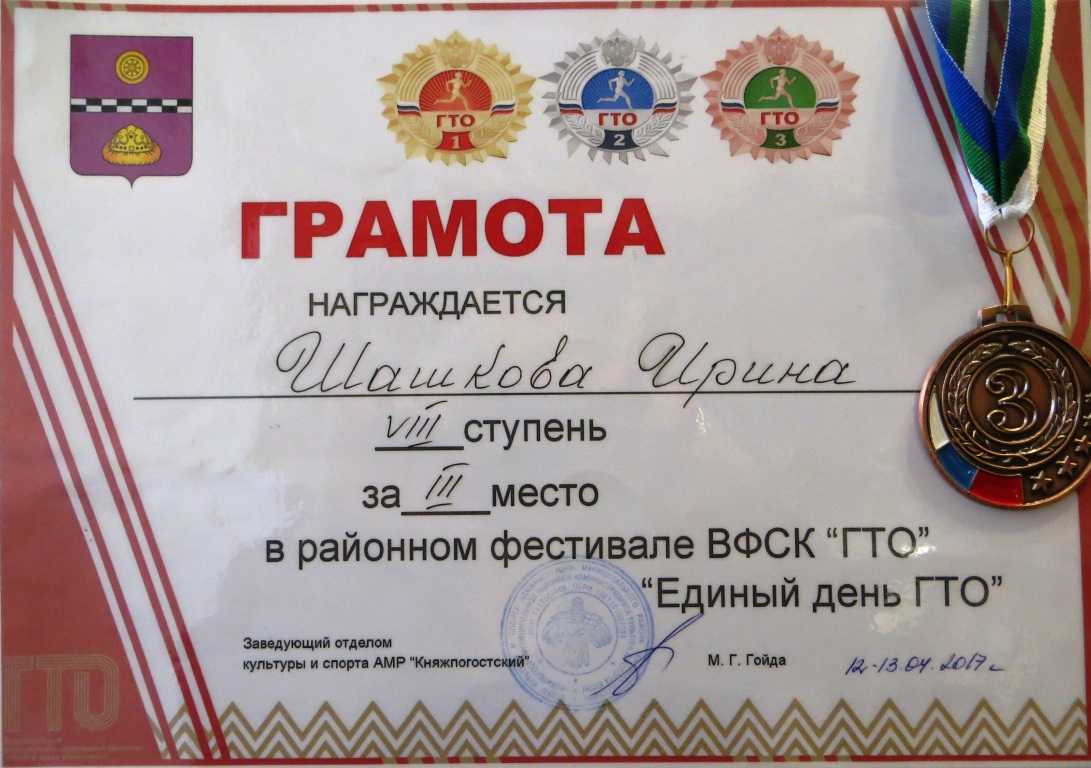 ГТО ГТО ГТО
1 2 3
ГРАМОТА
НАГРАЖДАЕТСЯ
Шашкова Ирина
VIII ступень
за III место
3
в районном фестивале ВФСК “ГТО”
“Единый день ГТО”
Заведующий отделом
культуры и спорта АМР "Княжпогостский"
М. Г. Гойда
12-13.04.2017 г
ГТО